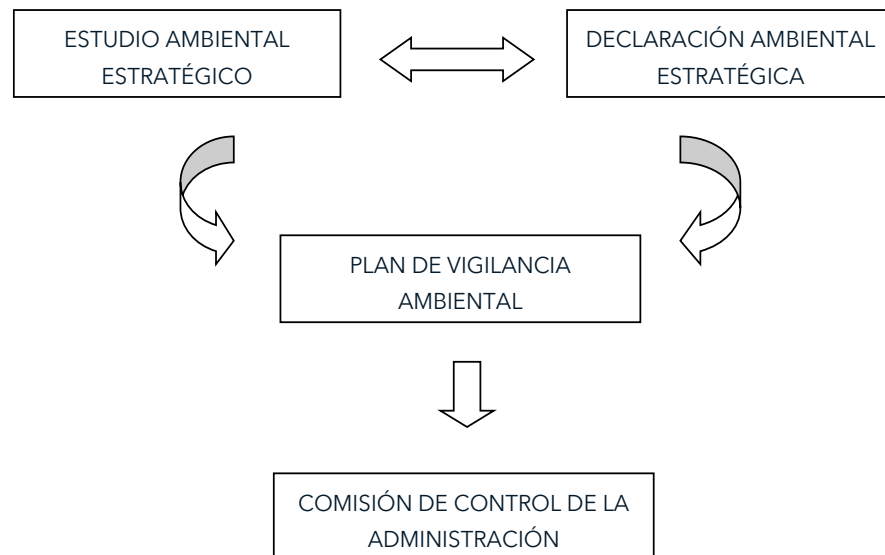 ESTUDIO AMBIENTAL
ESTRATÉGICO
DECLARACIÓN AMBIENTAL
ESTRATÉGICA
PLAN DE VIGILANCIA
AMBIENTAL
COMISIÓN DE CONTROL DE LA
ADMINISTRACIÓN